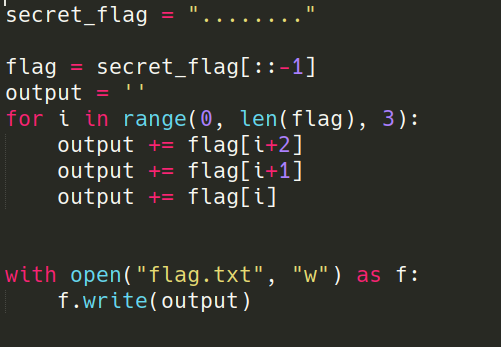 secret_flag = "........"
flag = secret_flag[::-1]
output = ''
for i in range(0, len(flag), 3):
    output += flag[i+2]
    output += flag[i+1]
    output += flag[i]
with open("flag.txt", "w") as f:
    f.write(output)